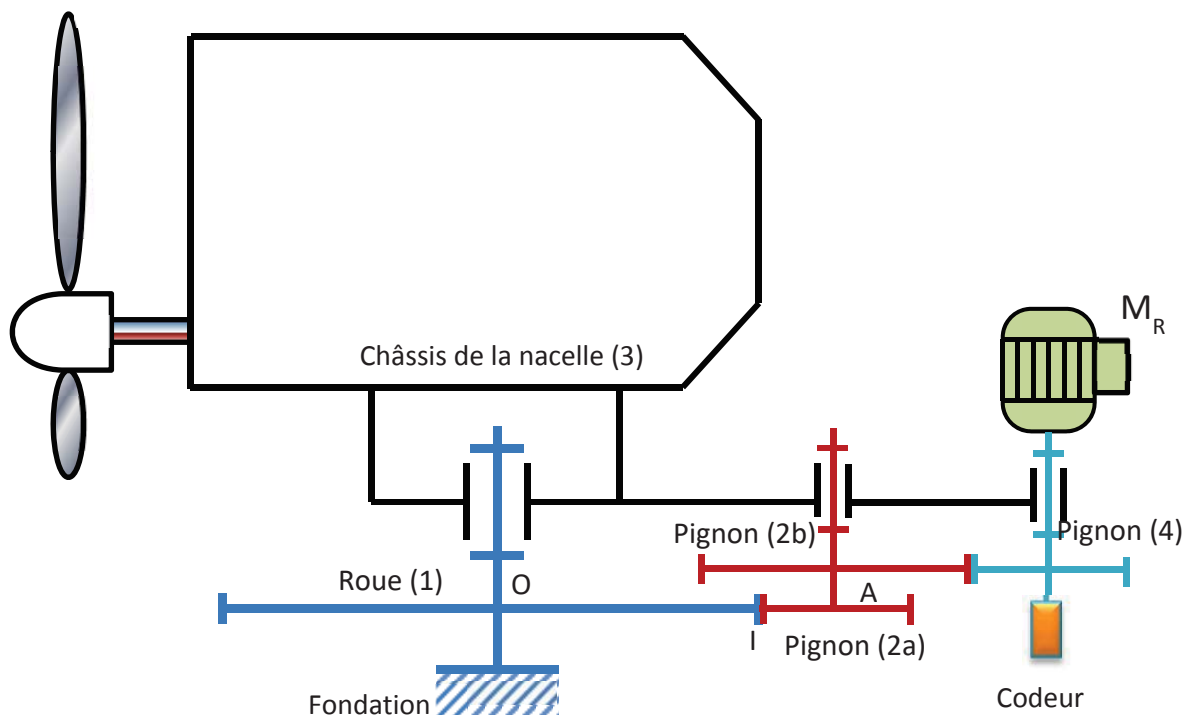 M_R
Châssis de la nacelle (3)
Pignon (2b)
Pignon (4)
Roue (1)
O
A
I
Pignon (2a)
Fondation
Codeur